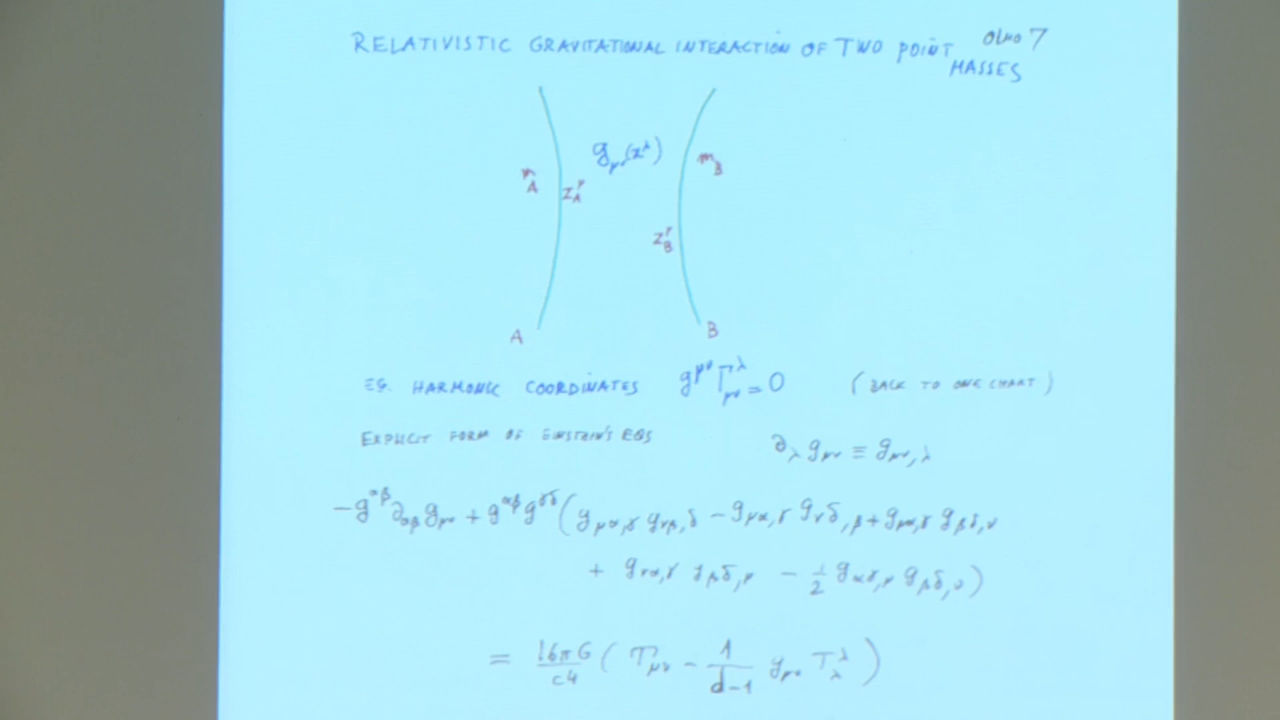 RELATIVISTIC GRAVITATIONAL INTERACTION OF TWO POINT MASSES
7
g_{μν}(x^λ)
m_A
z_A^μ
m_B
z_B^μ
A
B
EG. HARMONIC COORDINATES g^{μν} Γ^λ_{μν} = 0 (BACK TO ONE CHART)
EXPLICIT FORM OF EINSTEIN'S EQS ∂_λ g_{μν} ≡ g_{μν,λ}
-g^{αβ} ∂_{αβ} g_{μν} + g^{αβ} g^{γδ} (g_{μα,γ} g_{νβ,δ} - g_{μα,γ} g_{νδ,β} + g_{μα,γ} g_{βδ,ν}
+ g_{να,γ} g_{βδ,μ} - 1/2 g_{αγ,μ} g_{βδ,ν})
= 16πG/c4 ( T_{μν} - 1/(d-1) g_{μν} T_λ^λ )